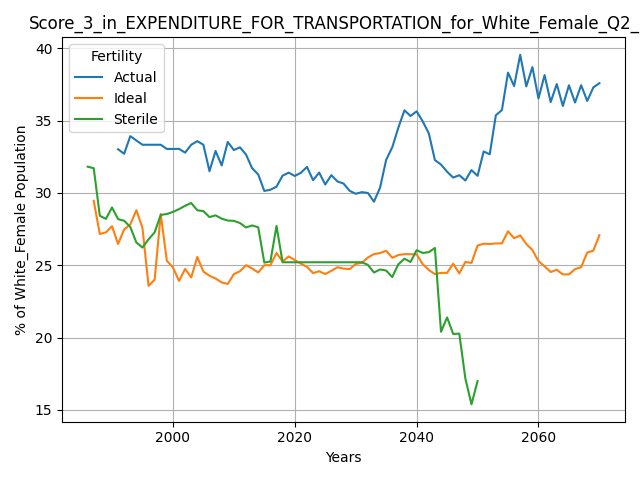 Score_3_in_EXPENDITURE_FOR_TRANSPORTATION_for_White_Female_Q2_
Fertility
Actual
Ideal
Sterile
% of White_Female Population
40
35
30
25
20
15
2000
2020
2040
2060
Years